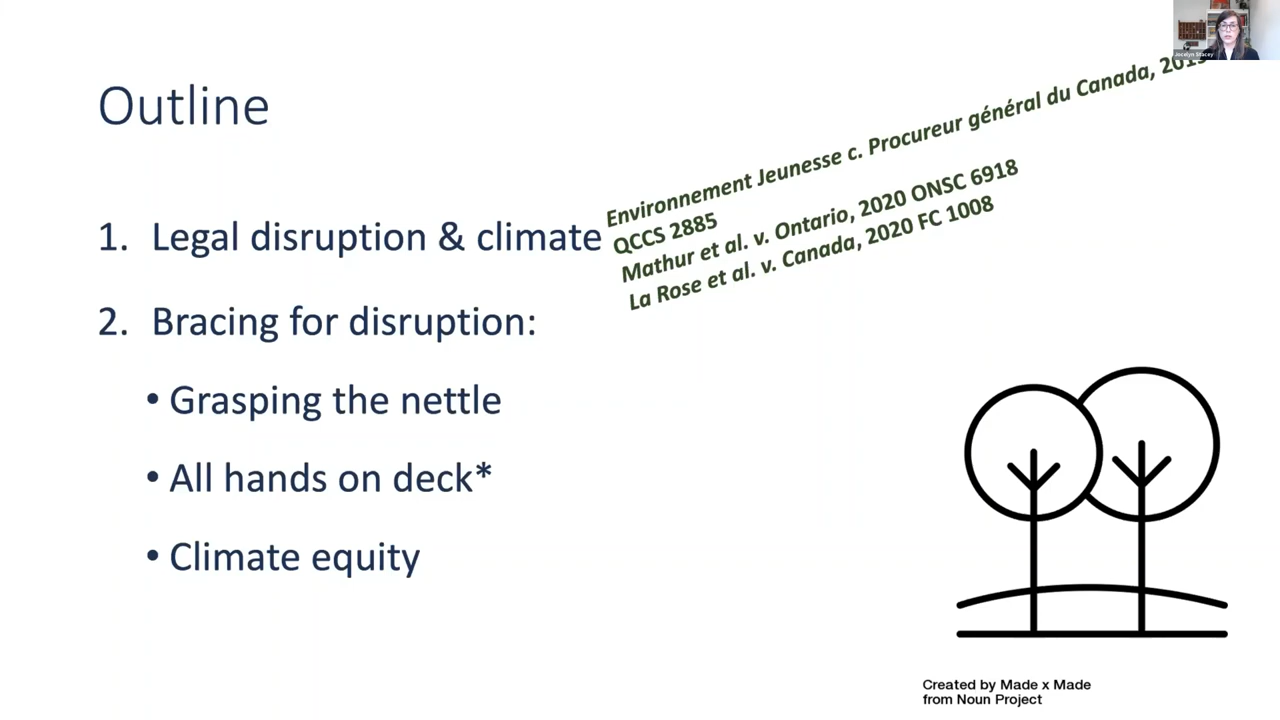 Jocelyn Stacey
Outline
Environnement Jeunesse c. Procureur général du Canada,
QCCS 2885
Mathur et al. v. Ontario, 2020 ONSC 6918
La Rose et al. v. Canada, 2020 FC 1008
1. Legal disruption & climate
2. Bracing for disruption:
• Grasping the nettle
• All hands on deck*
• Climate equity
Created by Made x Made
from Noun Project